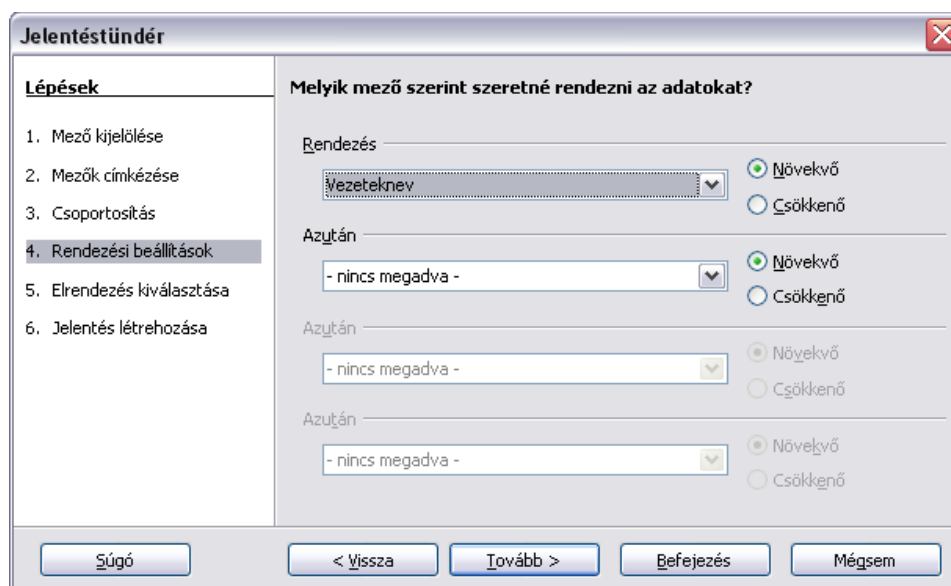 Jelentéstündér
Lépések
1. Mező kijelölése
2. Mezők címkézése
3. Csoportosítás
4. Rendezési beállítások
5. Elrendezés kiválasztása
6. Jelentés létrehozása
Melyik mező szerint szeretné rendezni az adatokat?
Rendezés
Vezeteknev
Növekvő
Csökkenő
Azután
- nincs megadva -
Növekvő
Csökkenő
Azután
- nincs megadva -
Növekvő
Csökkenő
Azután
- nincs megadva -
Növekvő
Csökkenő
Súgó
< Vissza
Tovább >
Befejezés
Mégsem